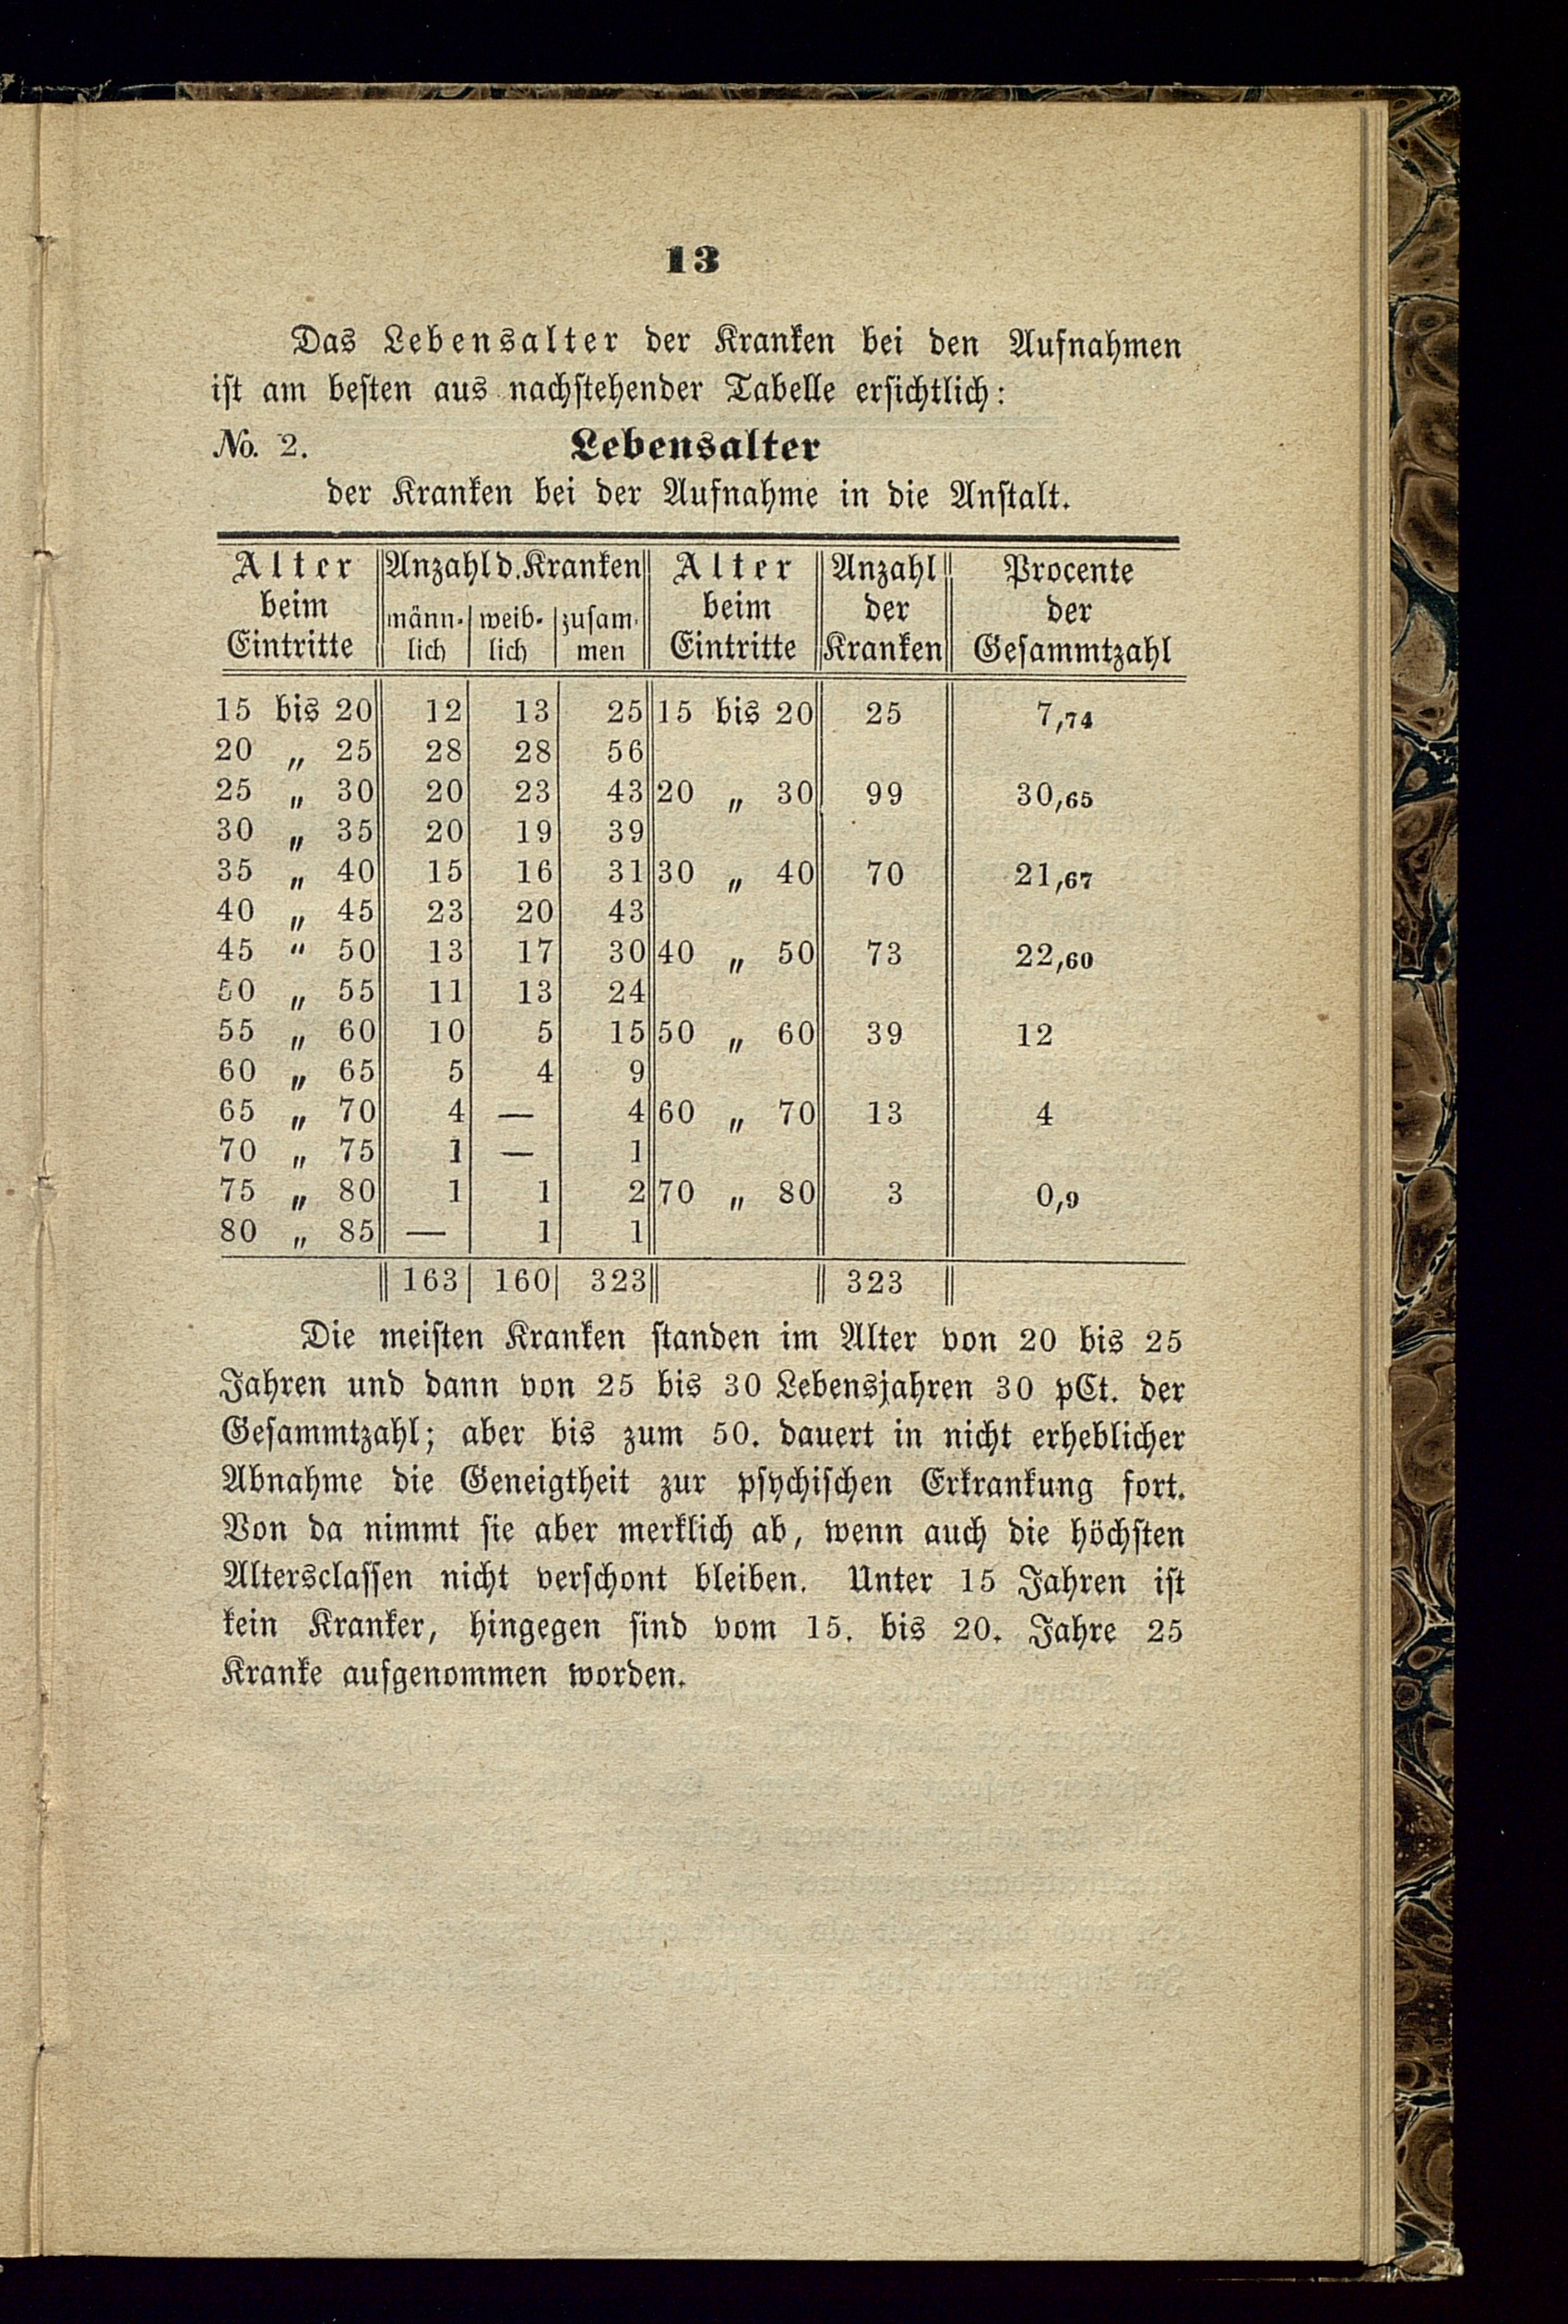 13
Das Lebensalter der Kranken bei den Aufnahmen
ist am besten aus nachstehender Tabelle ersichtlich:
No. 2. Lebensalter
der Kranken bei der Aufnahme in die Anstalt.
Alter beim Eintritte | Anzahl d. Kranken männ-lich | weib-lich | zusam-men | Alter beim Eintritte | Anzahl der Kranken | Procente der Gesammtzahl
15 bis 20 12 13 25 15 bis 20 25 7,74
20 „ 25 28 28 56
25 „ 30 20 23 43 20 „ 30 99 30,65
30 „ 35 20 19 39
35 „ 40 15 16 31 30 „ 40 70 21,67
40 „ 45 23 20 43
45 “ 50 13 17 30 40 „ 50 73 22,60
50 „ 55 11 13 24
55 „ 60 10 5 15 50 „ 60 39 12
60 „ 65 5 4 9
65 „ 70 4 — 4 60 „ 70 13 4
70 „ 75 1 — 1
75 „ 80 1 1 2 70 „ 80 3 0,9
80 „ 85 — 1 1
163 160 323 323
Die meisten Kranken standen im Alter von 20 bis 25
Jahren und dann von 25 bis 30 Lebensjahren 30 pCt. der
Gesammtzahl; aber bis zum 50. dauert in nicht erheblicher
Abnahme die Geneigtheit zur psychischen Erkrankung fort.
Von da nimmt sie aber merklich ab, wenn auch die höchsten
Altersclassen nicht verschont bleiben. Unter 15 Jahren ist
kein Kranker, hingegen sind vom 15. bis 20. Jahre 25
Kranke aufgenommen worden.